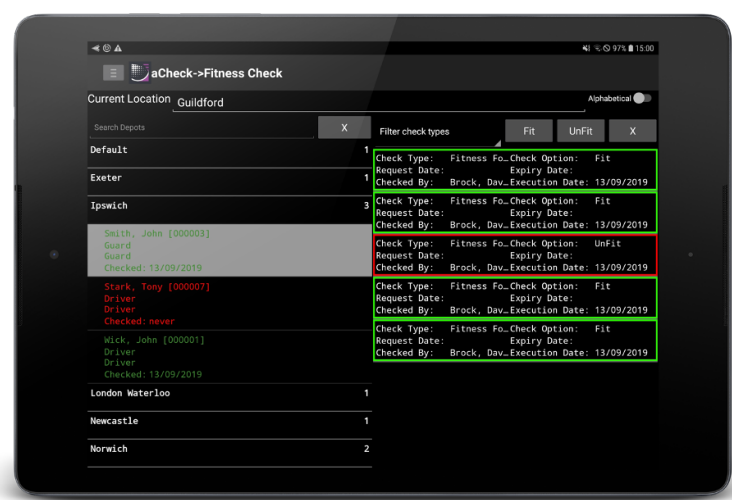 97% 15:00
aCheck->Fitness Check
Current Location Guildford
Alphabetical
Search Depots
X
Filter check types
Fit
UnFit
X
Default 1
Exeter 1
Ipswich 3
Smith, John [000003]
Guard
Guard
Checked: 13/09/2019
Stark, Tony [000007]
Driver
Driver
Checked: never
Wick, John [000001]
Driver
Driver
Checked: 13/09/2019
London Waterloo 1
Newcastle 1
Norwich 2
Check Type: Fitness Fo… Check Option: Fit
Request Date: Expiry Date:
Checked By: Brock, Dav… Execution Date: 13/09/2019
Check Type: Fitness Fo… Check Option: Fit
Request Date: Expiry Date:
Checked By: Brock, Dav… Execution Date: 13/09/2019
Check Type: Fitness Fo… Check Option: UnFit
Request Date: Expiry Date:
Checked By: Brock, Dav… Execution Date: 13/09/2019
Check Type: Fitness Fo… Check Option: Fit
Request Date: Expiry Date:
Checked By: Brock, Dav… Execution Date: 13/09/2019
Check Type: Fitness Fo… Check Option: Fit
Request Date: Expiry Date:
Checked By: Brock, Dav… Execution Date: 13/09/2019